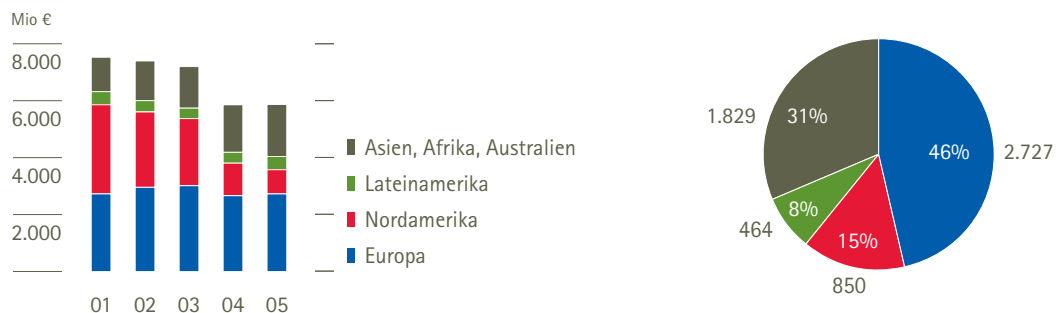 Mio €
8.000
6.000
4.000
2.000
01 02 03 04 05
Asien, Afrika, Australien
Lateinamerika
Nordamerika
Europa
1.829
31%
46%
2.727
8%
464
15%
850